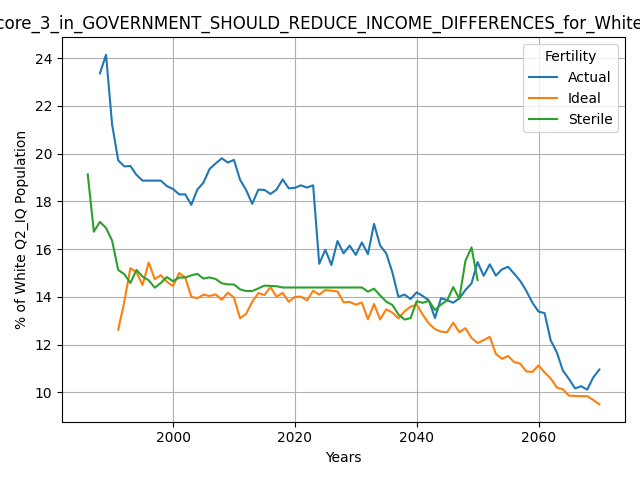 core_3_in_GOVERNMENT_SHOULD_REDUCE_INCOME_DIFFERENCES_for_White
Fertility
Actual
Ideal
Sterile
% of White Q2_IQ Population
24
22
20
18
16
14
12
10
2000
2020
2040
2060
Years